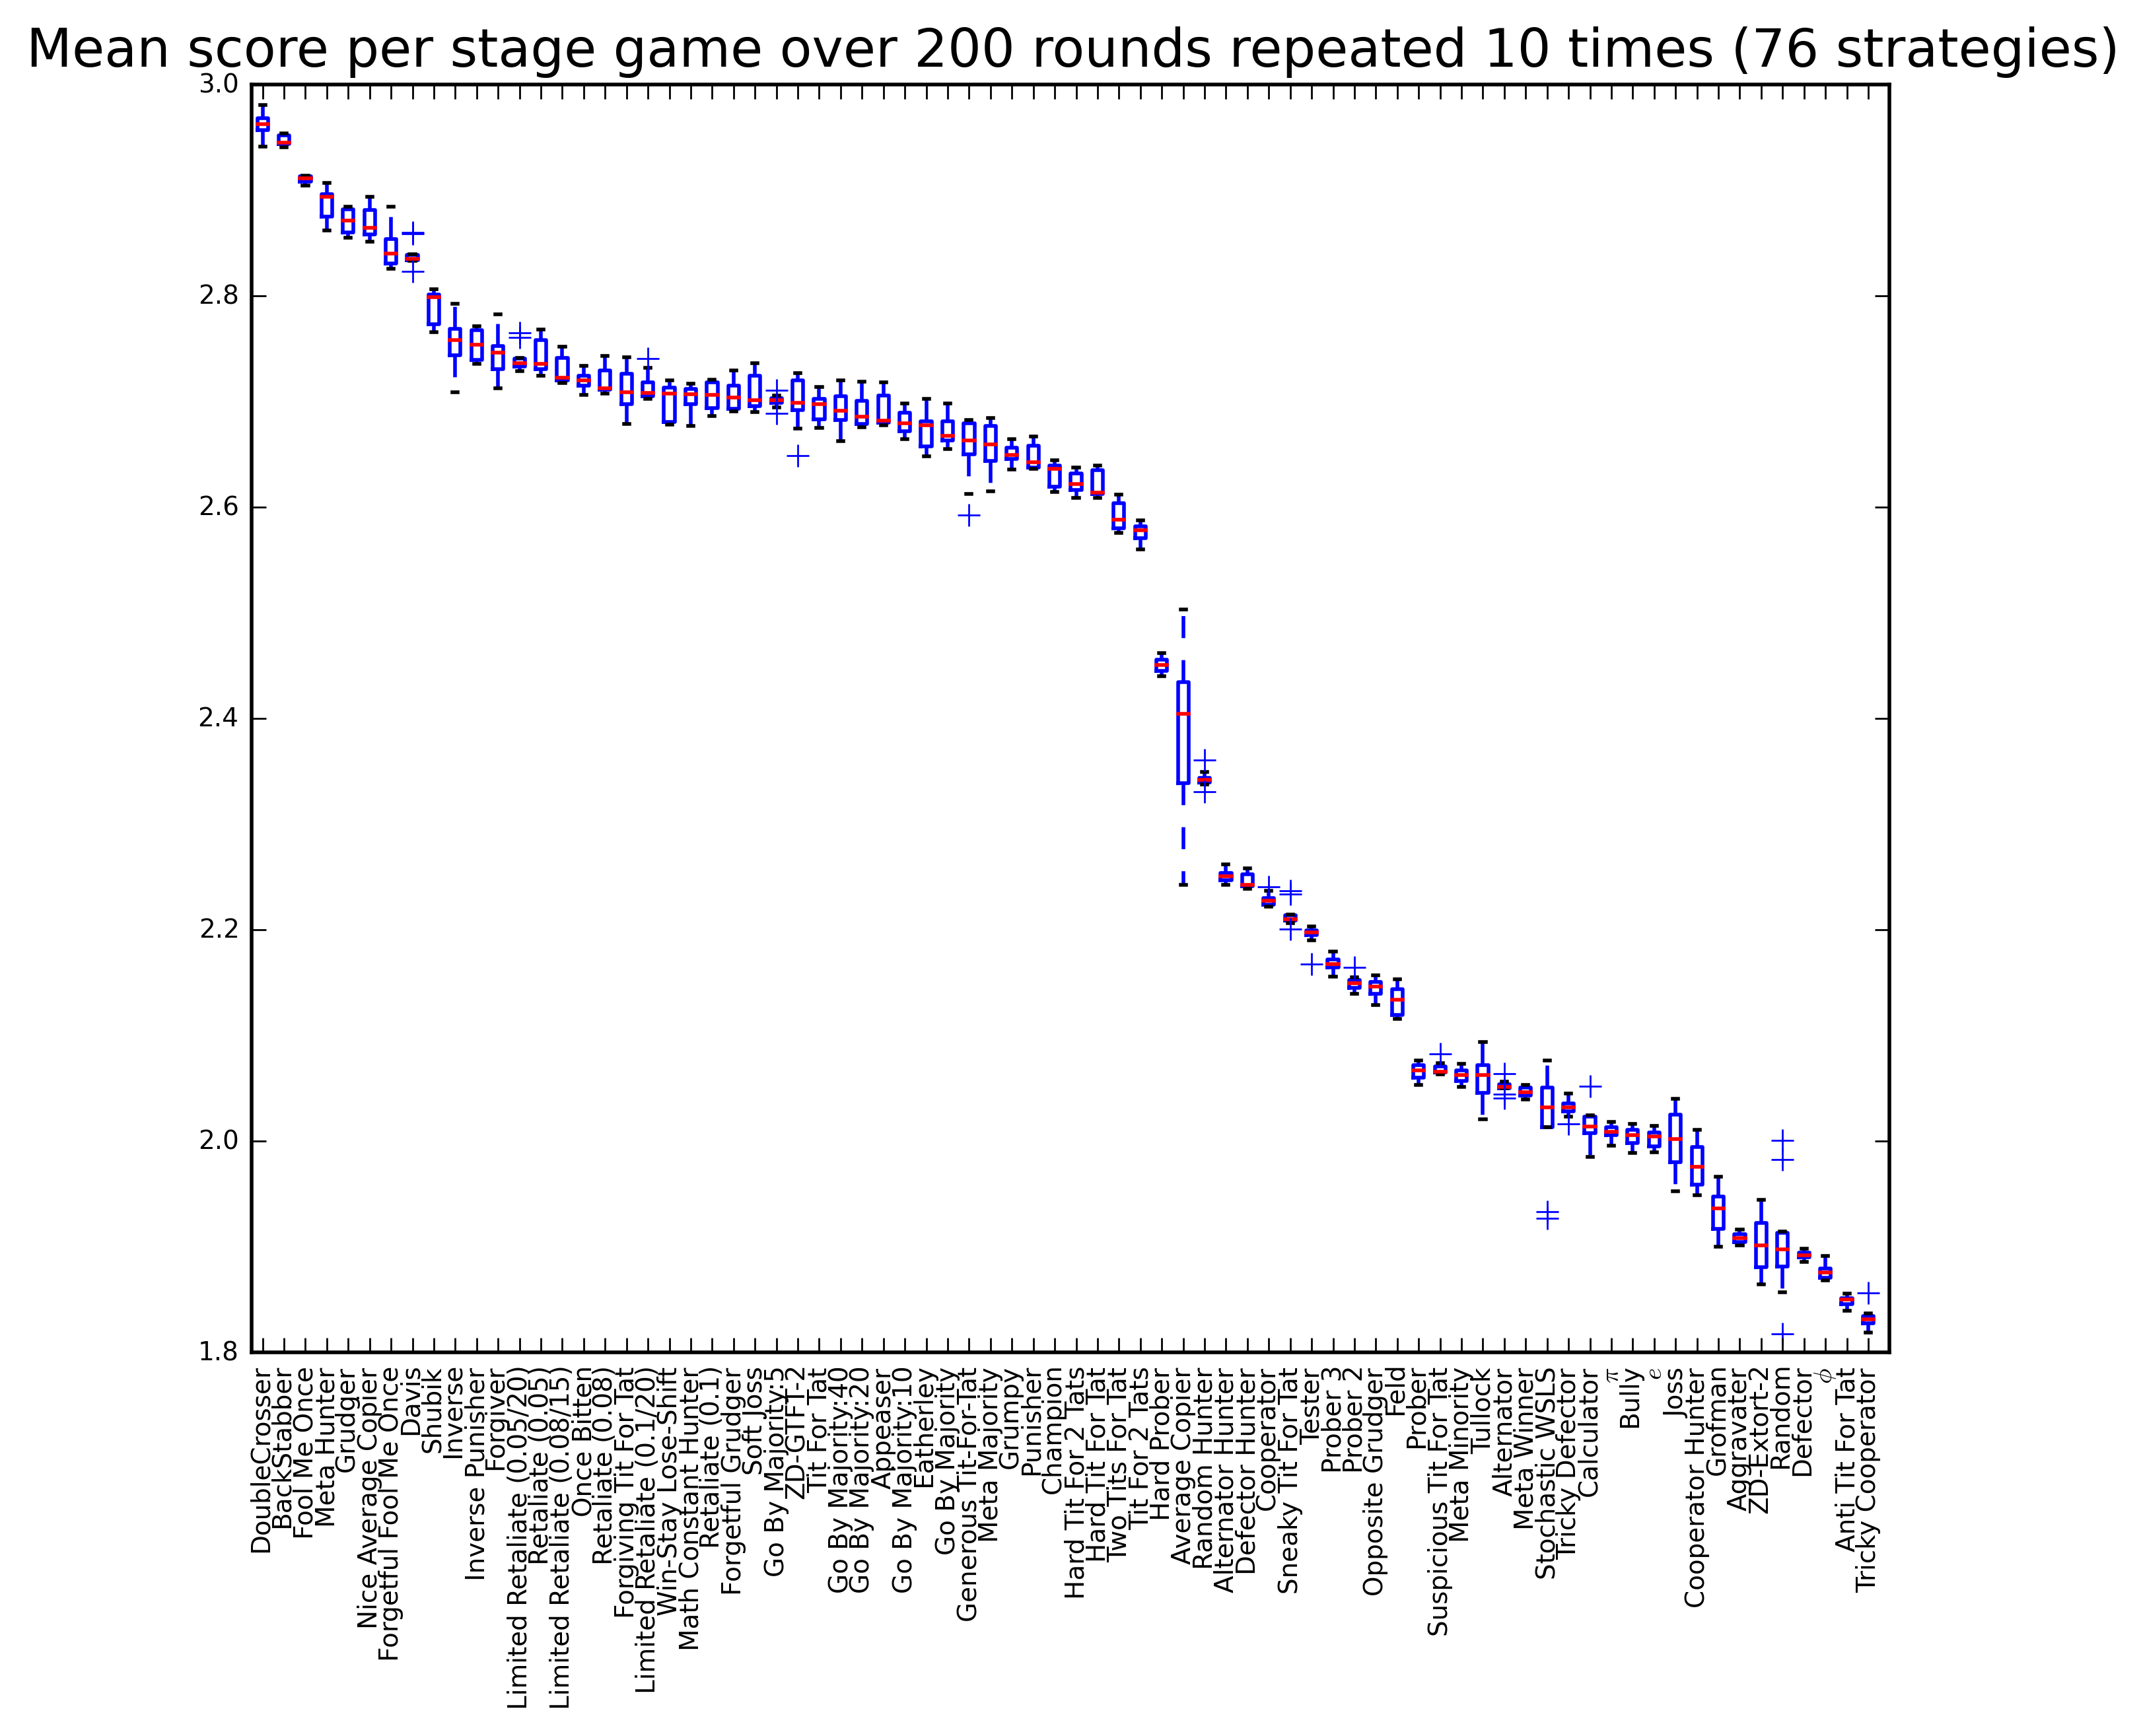 Mean score per stage game over 200 rounds repeated 10 times (76 strategies)
3.0
2.8
2.6
2.4
2.2
2.0
1.8
DoubleCrosser
BackStabber
Fool Me Once
Meta Hunter
Grudger
Nice Average Copier
Forgetful Fool Me Once
Davis
Shubik
Inverse
Inverse Punisher
Forgiver
Limited Retaliate (0.05/20)
Retaliate (0.05)
Limited Retaliate (0.08/15)
Once Bitten
Retaliate (0.08)
Forgiving Tit For Tat
Limited Retaliate (0.1/20)
Win-Stay Lose-Shift
Math Constant Hunter
Retaliate (0.1)
Forgetful Grudger
Soft Joss
Go By Majority:5
ZD-GTFT-2
Tit For Tat
Go By Majority:40
Go By Majority:20
Appeaser
Go By Majority:10
Eatherley
Go By Majority
Generous Tit-For-Tat
Meta Majority
Grumpy
Punisher
Champion
Hard Tit For 2 Tats
Hard Tit For Tat
Two Tits For Tat
Tit For 2 Tats
Hard Prober
Average Copier
Random Hunter
Alternator Hunter
Defector Hunter
Cooperator
Sneaky Tit For Tat
Tester
Prober 3
Prober 2
Opposite Grudger
Feld
Prober
Suspicious Tit For Tat
Meta Minority
Tullock
Alternator
Meta Winner
Stochastic WSLS
Tricky Defector
Calculator
π
Bully
e
Joss
Cooperator Hunter
Grofman
Aggravater
ZD-Extort-2
Random
Defector
ϕ
Anti Tit For Tat
Tricky Cooperator